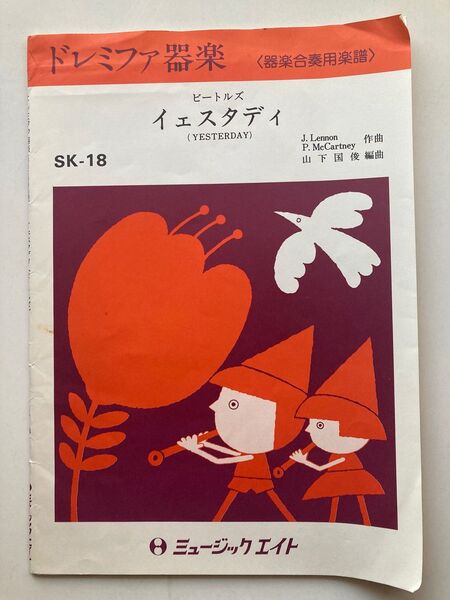 ドレミファ器楽 〈器楽合奏用楽譜〉
ビートルズ
イェスタディ
(YESTERDAY)
J. Lennon
P. McCartney 作曲
山下国俊編曲
SK-18
ミュージックエイト